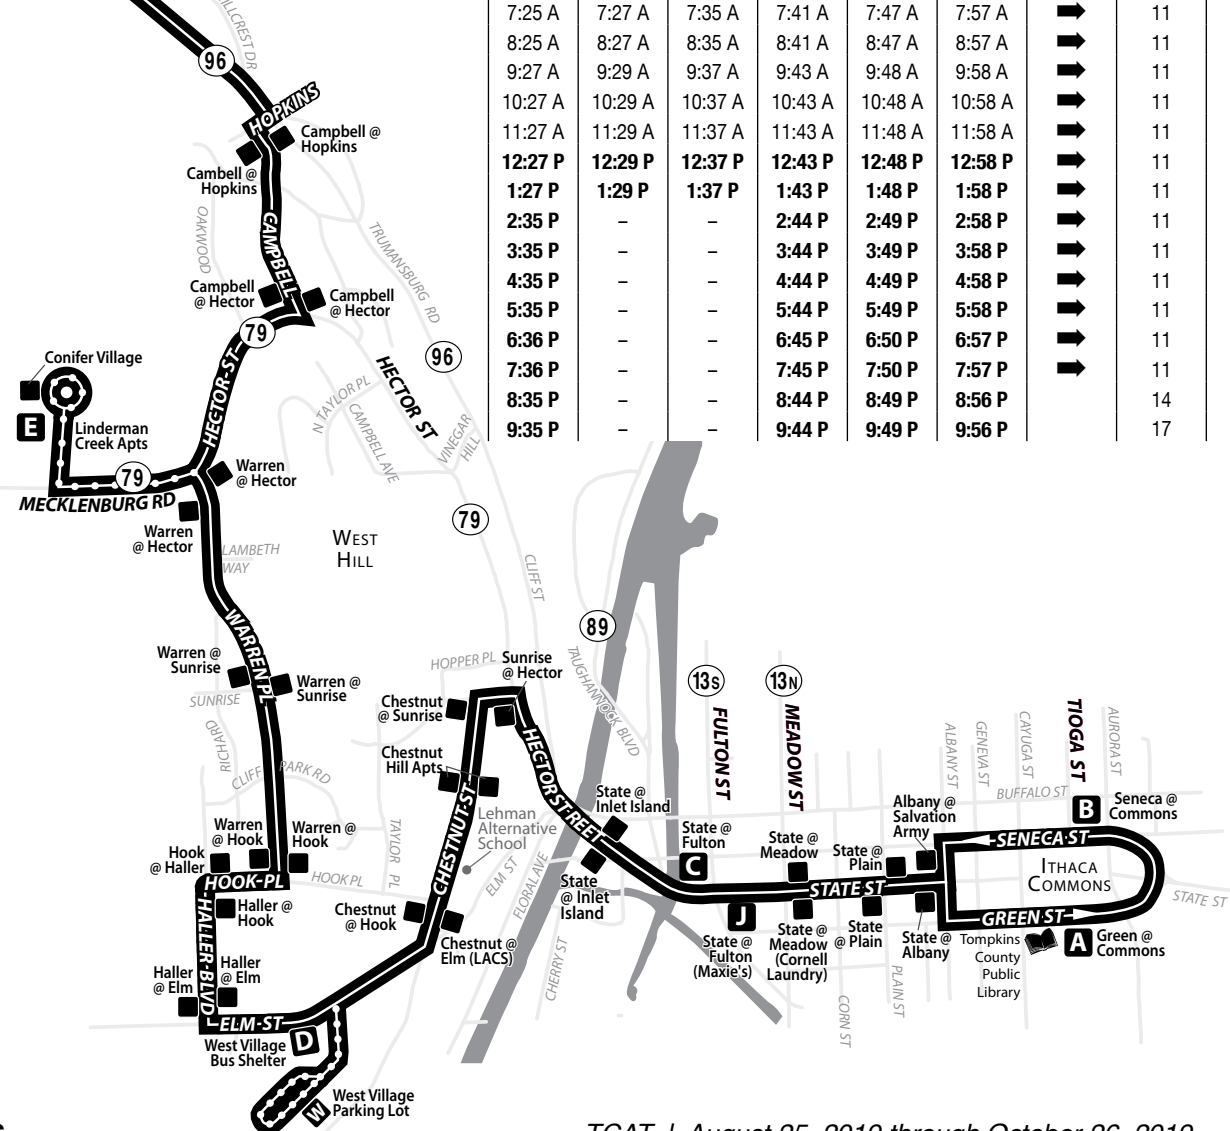 7:25 A 7:27 A 7:35 A 7:41 A 7:47 A 7:57 A 11
8:25 A 8:27 A 8:35 A 8:41 A 8:47 A 8:57 A 11
9:27 A 9:29 A 9:37 A 9:43 A 9:48 A 9:58 A 11
10:27 A 10:29 A 10:37 A 10:43 A 10:48 A 10:58 A 11
11:27 A 11:29 A 11:37 A 11:43 A 11:48 A 11:58 A 11
12:27 P 12:29 P 12:37 P 12:43 P 12:48 P 12:58 P 11
1:27 P 1:29 P 1:37 P 1:43 P 1:48 P 1:58 P 11
2:35 P – – 2:44 P 2:49 P 2:58 P 11
3:35 P – – 3:44 P 3:49 P 3:58 P 11
4:35 P – – 4:44 P 4:49 P 4:58 P 11
5:35 P – – 5:44 P 5:49 P 5:58 P 11
6:36 P – – 6:45 P 6:50 P 6:57 P 11
7:36 P – – 7:45 P 7:50 P 7:57 P 11
8:35 P – – 8:44 P 8:49 P 8:56 P 14
9:35 P – – 9:44 P 9:49 P 9:56 P 17
96
HOPKINS
Campbell @
Hopkins
Cambell @
Hopkins
OAKWOOD
CAMPBELL
TRUMANSBURG RD
Campbell
@ Hector
Campbell
@ Hector
79
96
Conifer Village
E
Linderman
Creek Apts
HECTOR-ST
HECTOR ST
N TAYLOR PL
CAMPBELL AVE
VINEGAR
HILL
79
MECKLENBURG RD
Warren
@ Hector
Warren
@ Hector
79
WEST
HILL
LAMBETH
WAY
CLIFF ST
WARREN PL
89
TAUGHANNOCK BLVD
Warren @
Sunrise
Warren @
Sunrise
SUNRISE
RICHARD
CLIFF PARK RD
HOPPER PL
Sunrise
@ Hector
Chestnut
@ Sunrise
Chestnut
Hill Apts
HECTOR STREET
CHESTNUT-ST
Lehman
Alternative
School
13S
13N
FULTON ST
MEADOW ST
TIOGA ST
ALBANY ST
GENEVA ST
CAYUGA ST
AURORA ST
BUFFALO ST
State @
Inlet Island
Albany @
Salvation
Army
B
Seneca @
Commons
Warren
@ Hook
Warren @
Hook
Hook
@ Haller
HOOK-PL
HOOK PL
TAYLOR PL
ELM ST
FLORAL AVE
State @
Fulton
C
State @
Meadow
State @
Plain
SENECA ST
ITHACA
COMMONS
STATE ST
STATE ST
GREEN ST
Haller @
Hook
HALLER-BLVD
Chestnut
@ Hook
Chestnut @
Elm (LACS)
State
@ Inlet
Island
J
State @
Fulton
(Maxie's)
State @
Meadow
(Cornell
Laundry)
State
@ Plain
State @
Albany
Tompkins
County
Public
Library
A
Green @
Commons
Haller
@ Elm
Haller
@ Elm
CHERRY ST
PLAIN ST
CORN ST
ELM-ST
West Village
Bus Shelter
D
W
West Village
Parking Lot